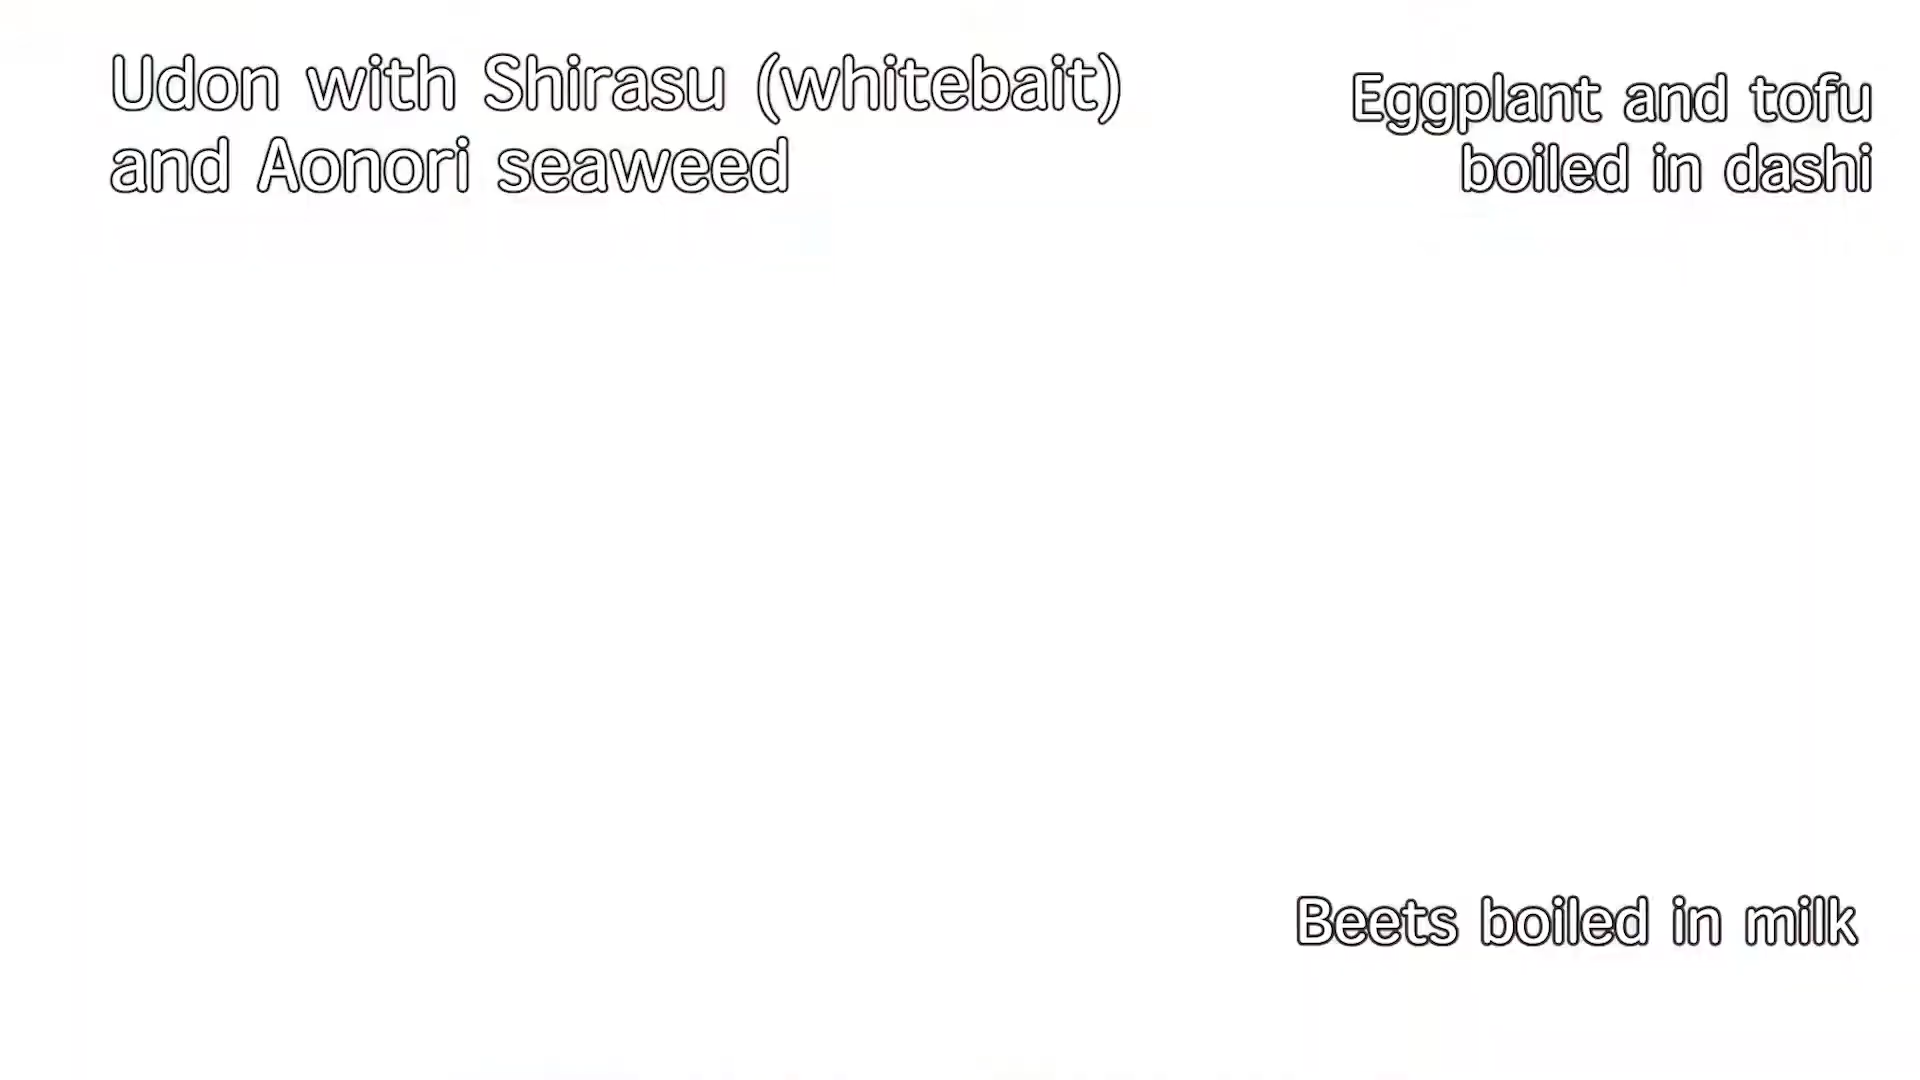 Udon with Shirasu (whitebait)
and Aonori seaweed
Eggplant and tofu
boiled in dashi
Beets boiled in milk